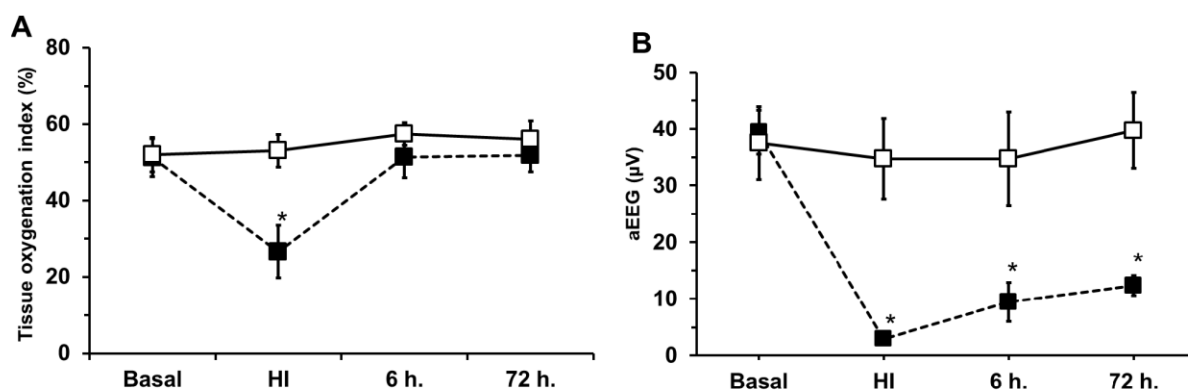 A
Tissue oxygenation index (%)
80
60
40
20
0
*
Basal
HI
6 h.
72 h.
B
aEEG (µV)
50
40
30
20
10
0
*
*
*
Basal
HI
6 h.
72 h.